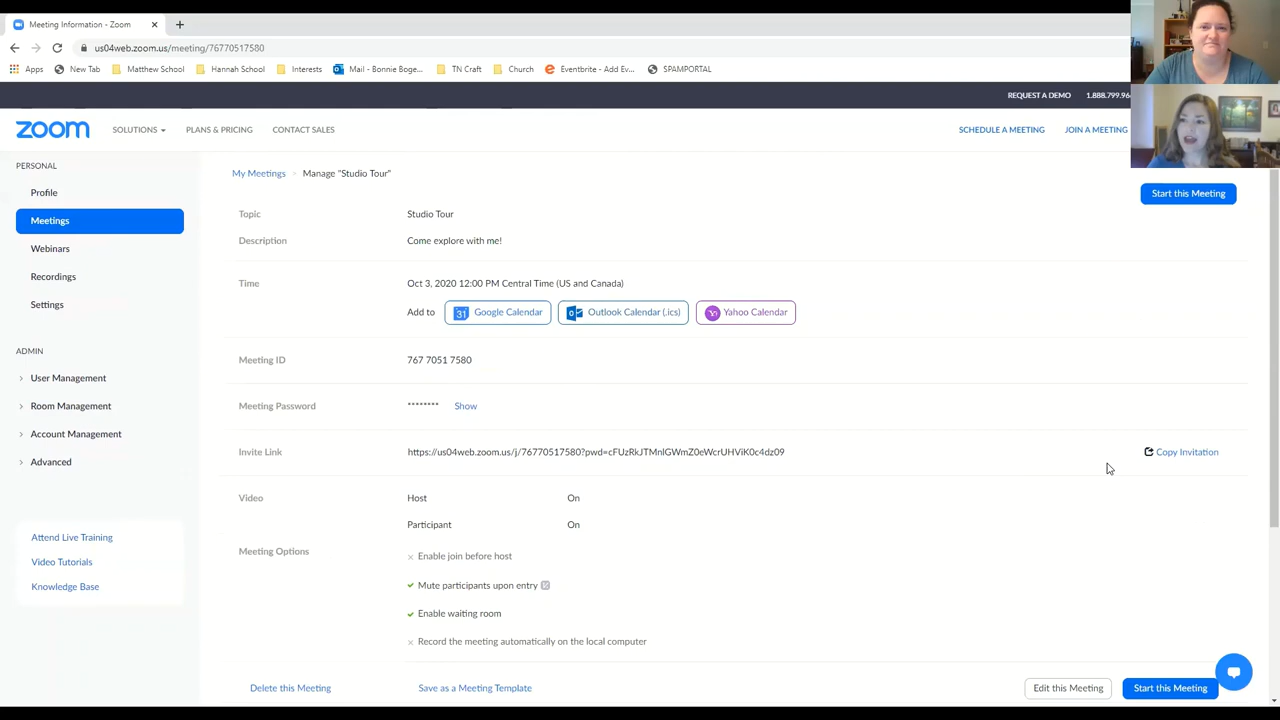 Meeting Information - Zoom
us04web.zoom.us/meeting/76770517580
Apps New Tab Matthew School Hannah School Interests Mail - Bonnie Boge... TN Craft Church Eventbrite - Add Ev... SPAMPORTAL
REQUEST A DEMO 1.888.799.96
zoom SOLUTIONS PLANS & PRICING CONTACT SALES SCHEDULE A MEETING JOIN A MEETING
PERSONAL
Profile
Meetings
Webinars
Recordings
Settings
ADMIN
User Management
Room Management
Account Management
Advanced
Attend Live Training
Video Tutorials
Knowledge Base
My Meetings > Manage "Studio Tour"
Start this Meeting
Topic Studio Tour
Description Come explore with me!
Time Oct 3, 2020 12:00 PM Central Time (US and Canada)
Add to 31 Google Calendar Outlook Calendar (.ics) Yahoo Calendar
Meeting ID 767 7051 7580
Meeting Password ******** Show
Invite Link https://us04web.zoom.us/j/76770517580?pwd=cFUzRkJTMnlGWmZ0eWcrUHViK0c4dz09 Copy Invitation
Video Host On
Participant On
Meeting Options × Enable join before host
Mute participants upon entry
Enable waiting room
× Record the meeting automatically on the local computer
Delete this Meeting Save as a Meeting Template Edit this Meeting Start this Meeting